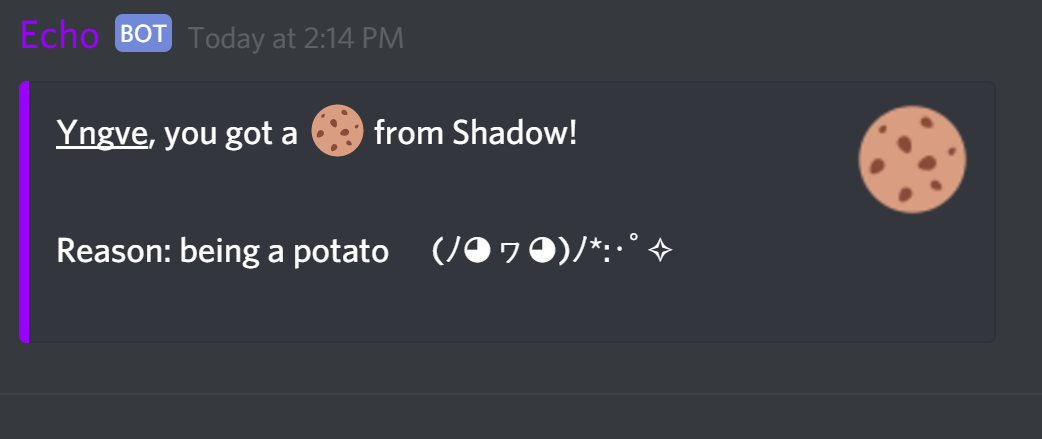 Echo BOT Today at 2:14 PM
Yngve, you got a 🍪 from Shadow!
Reason: being a potato (ﾉ◕ヮ◕)ﾉ*:･ﾟ✧